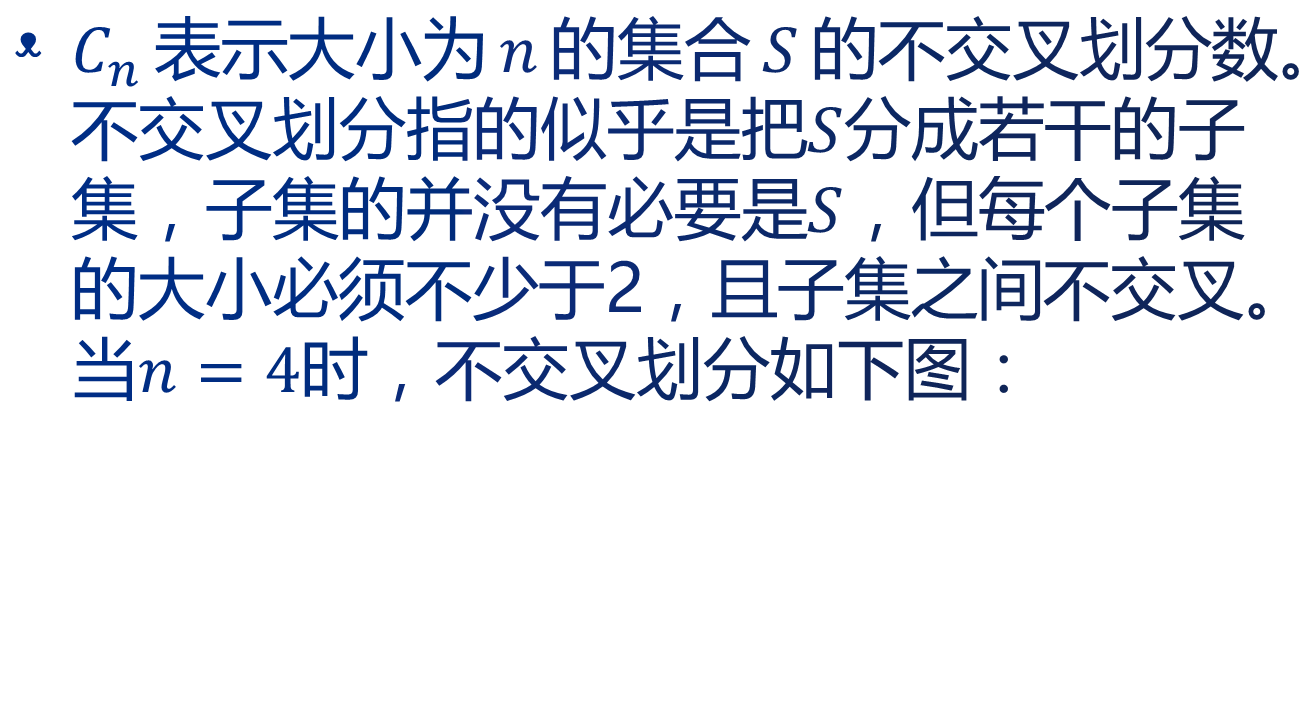 C_n 表示大小为 n 的集合 S 的不交叉划分数。
不交叉划分指的似乎是把S分成若干的子
集，子集的并没有必要是S，但每个子集
的大小必须不少于2，且子集之间不交叉。
当n = 4时，不交叉划分如下图：